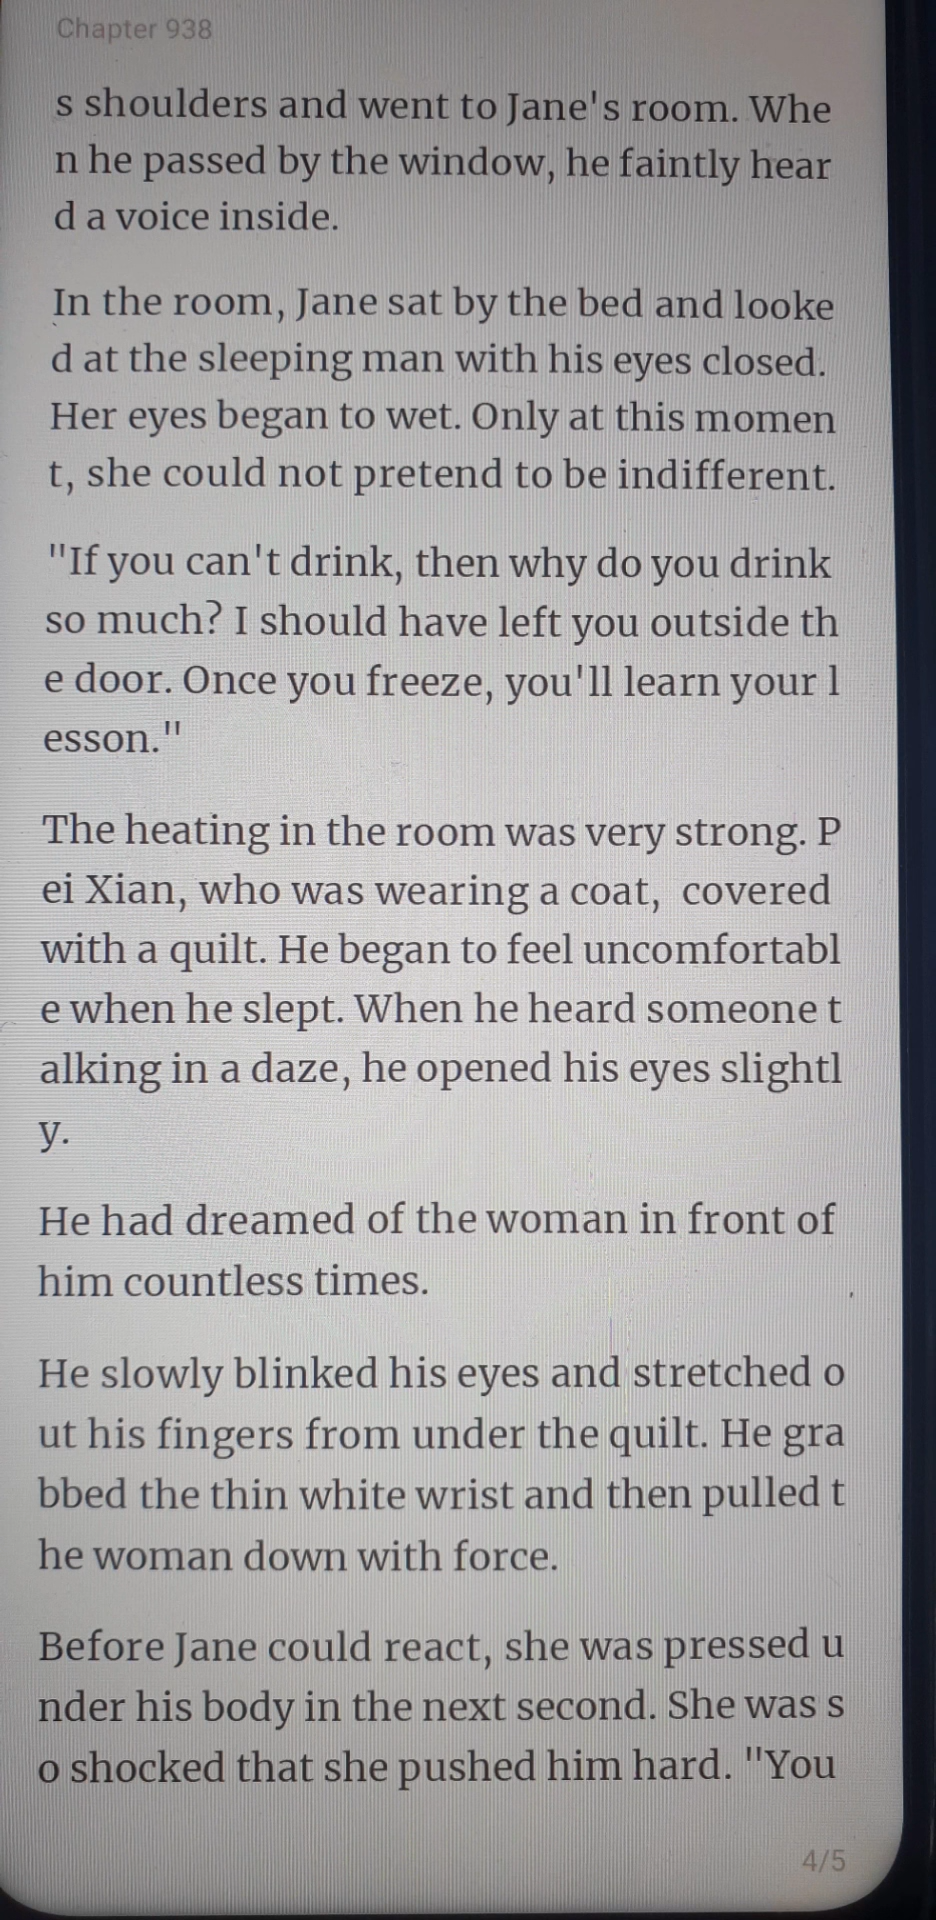 Chapter 938
s shoulders and went to Jane's room. Whe
n he passed by the window, he faintly hear
d a voice inside.
In the room, Jane sat by the bed and looke
d at the sleeping man with his eyes closed.
Her eyes began to wet. Only at this momen
t, she could not pretend to be indifferent.
"If you can't drink, then why do you drink
so much? I should have left you outside th
e door. Once you freeze, you'll learn your l
esson."
The heating in the room was very strong. P
ei Xian, who was wearing a coat,  covered
with a quilt. He began to feel uncomfortabl
e when he slept. When he heard someone t
alking in a daze, he opened his eyes slightl
y.
He had dreamed of the woman in front of
him countless times.
He slowly blinked his eyes and stretched o
ut his fingers from under the quilt. He gra
bbed the thin white wrist and then pulled t
he woman down with force.
Before Jane could react, she was pressed u
nder his body in the next second. She was s
o shocked that she pushed him hard. "You
4/5